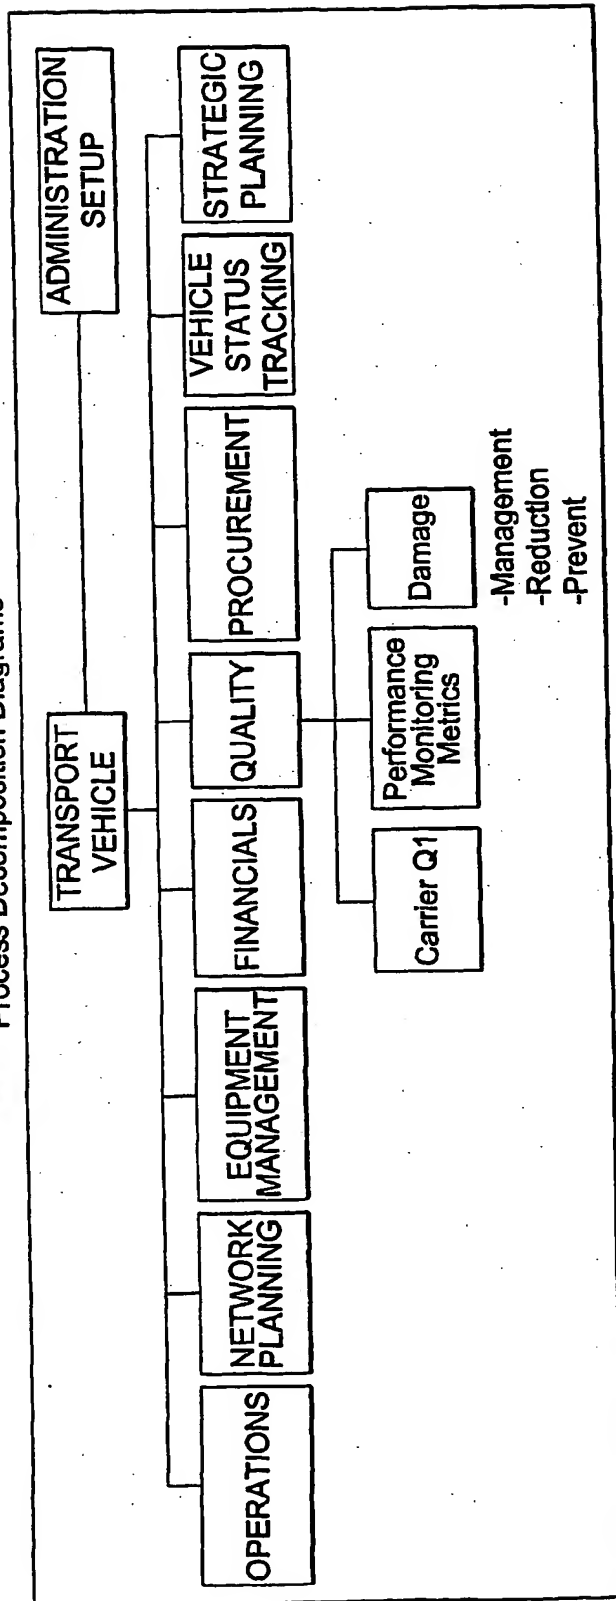 Process Decomposition Diagrams
TRANSPORT
VEHICLE
ADMINISTRATION
SETUP
OPERATIONS
NETWORK
PLANNING
EQUIPMENT
MANAGEMENT
FINANCIALS
QUALITY
PROCUREMENT
VEHICLE
STATUS
TRACKING
STRATEGIC
PLANNING
Carrier Q1
Performance
Monitoring
Metrics
Damage
-Management
-Reduction
-Prevent